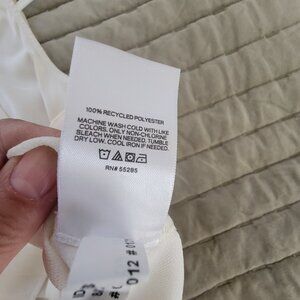 100% RECYCLED POLYESTER
MACHINE WASH COLD WITH LIKE
COLORS. ONLY NON-CHLORINE
BLEACH WHEN NEEDED. TUMBLE
DRY LOW. COOL IRON IF NEEDED.
RN# 55285
012 #